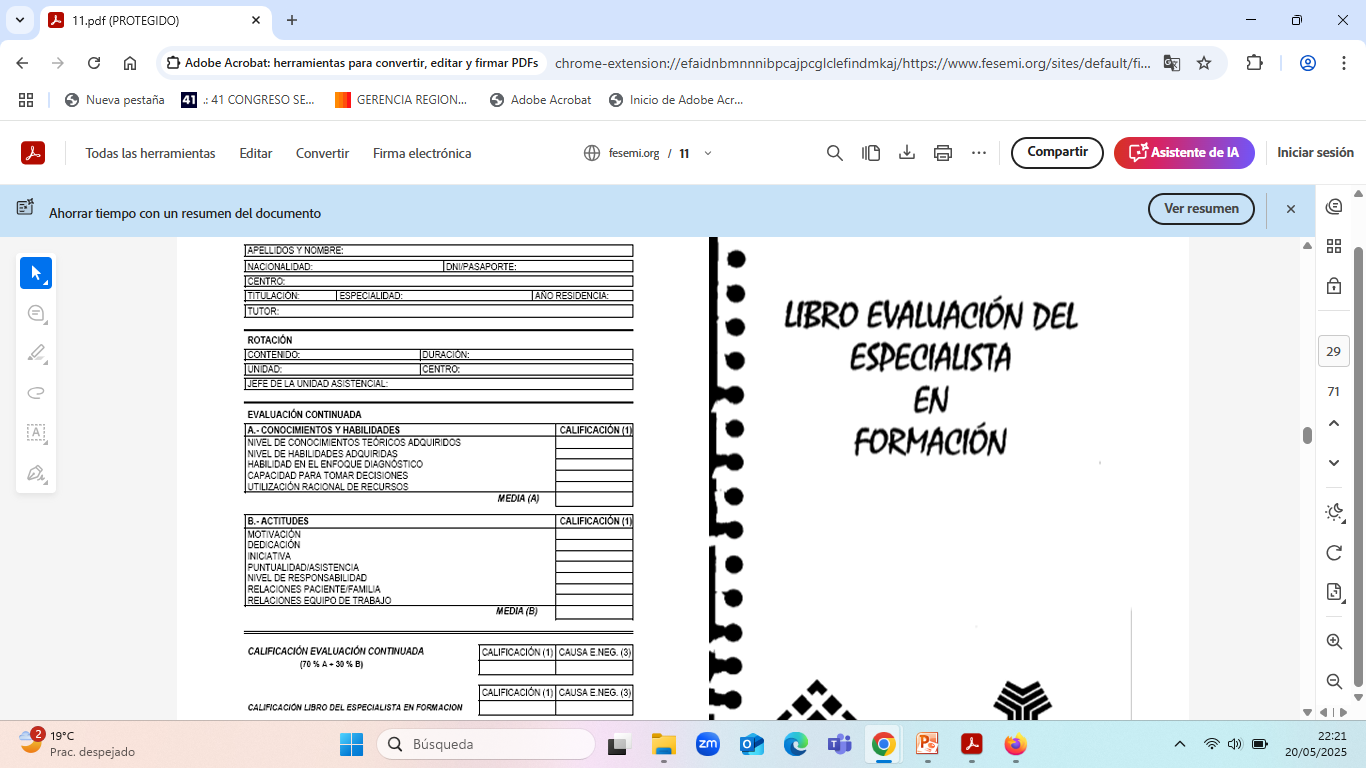 11.pdf (PROTEGIDO)
Adobe Acrobat: herramientas para convertir, editar y firmar PDFs
chrome-extension://efaidnbmnnnibpcajpcglclefindmkaj/https://www.fesemi.org/sites/default/fi...
Nueva pestaña
41 .: 41 CONGRESO SE...
GERENCIA REGION...
Adobe Acrobat
Inicio de Adobe Acr...
Todas las herramientas
Editar
Convertir
Firma electrónica
fesemi.org / 11
Compartir
Asistente de IA
Iniciar sesión
Ahorrar tiempo con un resumen del documento
Ver resumen
APELLIDOS Y NOMBRE:
NACIONALIDAD: DNI/PASAPORTE:
CENTRO:
TITULACIÓN: ESPECIALIDAD: AÑO RESIDENCIA:
TUTOR:
ROTACIÓN
CONTENIDO: DURACIÓN:
UNIDAD: CENTRO:
JEFE DE LA UNIDAD ASISTENCIAL:
EVALUACIÓN CONTINUADA
A.- CONOCIMIENTOS Y HABILIDADES CALIFICACIÓN (1)
NIVEL DE CONOCIMIENTOS TEÓRICOS ADQUIRIDOS
NIVEL DE HABILIDADES ADQUIRIDAS
HABILIDAD EN EL ENFOQUE DIAGNÓSTICO
CAPACIDAD PARA TOMAR DECISIONES
UTILIZACIÓN RACIONAL DE RECURSOS
MEDIA (A)
B.- ACTITUDES CALIFICACIÓN (1)
MOTIVACIÓN
DEDICACIÓN
INICIATIVA
PUNTUALIDAD/ASISTENCIA
NIVEL DE RESPONSABILIDAD
RELACIONES PACIENTE/FAMILIA
RELACIONES EQUIPO DE TRABAJO
MEDIA (B)
CALIFICACIÓN EVALUACIÓN CONTINUADA
(70 % A + 30 % B)
CALIFICACIÓN (1) CAUSA E.NEG. (3)
CALIFICACIÓN (1) CAUSA E.NEG. (3)
CALIFICACIÓN LIBRO DEL ESPECIALISTA EN FORMACION
LIBRO EVALUACIÓN DEL
ESPECIALISTA
EN
FORMACIÓN
29
71
2
19°C
Prac. despejado
Búsqueda
zm
22:21
20/05/2025